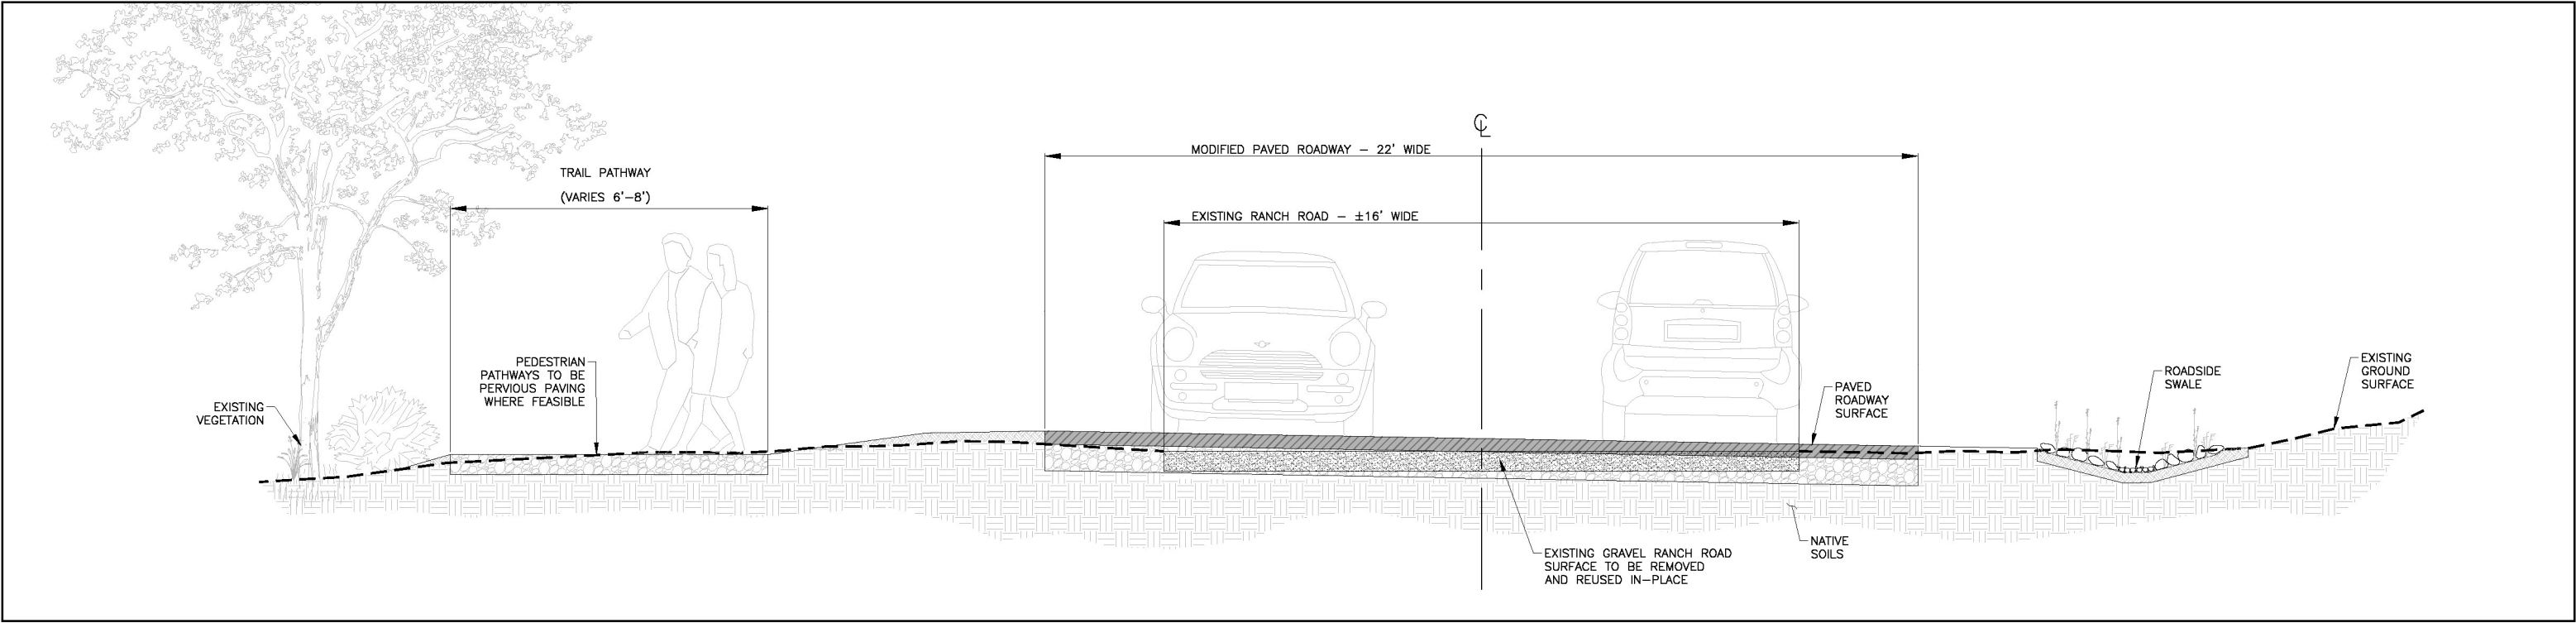 ℄
MODIFIED PAVED ROADWAY – 22' WIDE
TRAIL PATHWAY
(VARIES 6'–8')
EXISTING RANCH ROAD – ±16' WIDE
PEDESTRIAN
PATHWAYS TO BE
PERVIOUS PAVING
WHERE FEASIBLE
EXISTING
VEGETATION
PAVED
ROADWAY
SURFACE
ROADSIDE
SWALE
EXISTING
GROUND
SURFACE
EXISTING GRAVEL RANCH ROAD
SURFACE TO BE REMOVED
AND REUSED IN–PLACE
NATIVE
SOILS